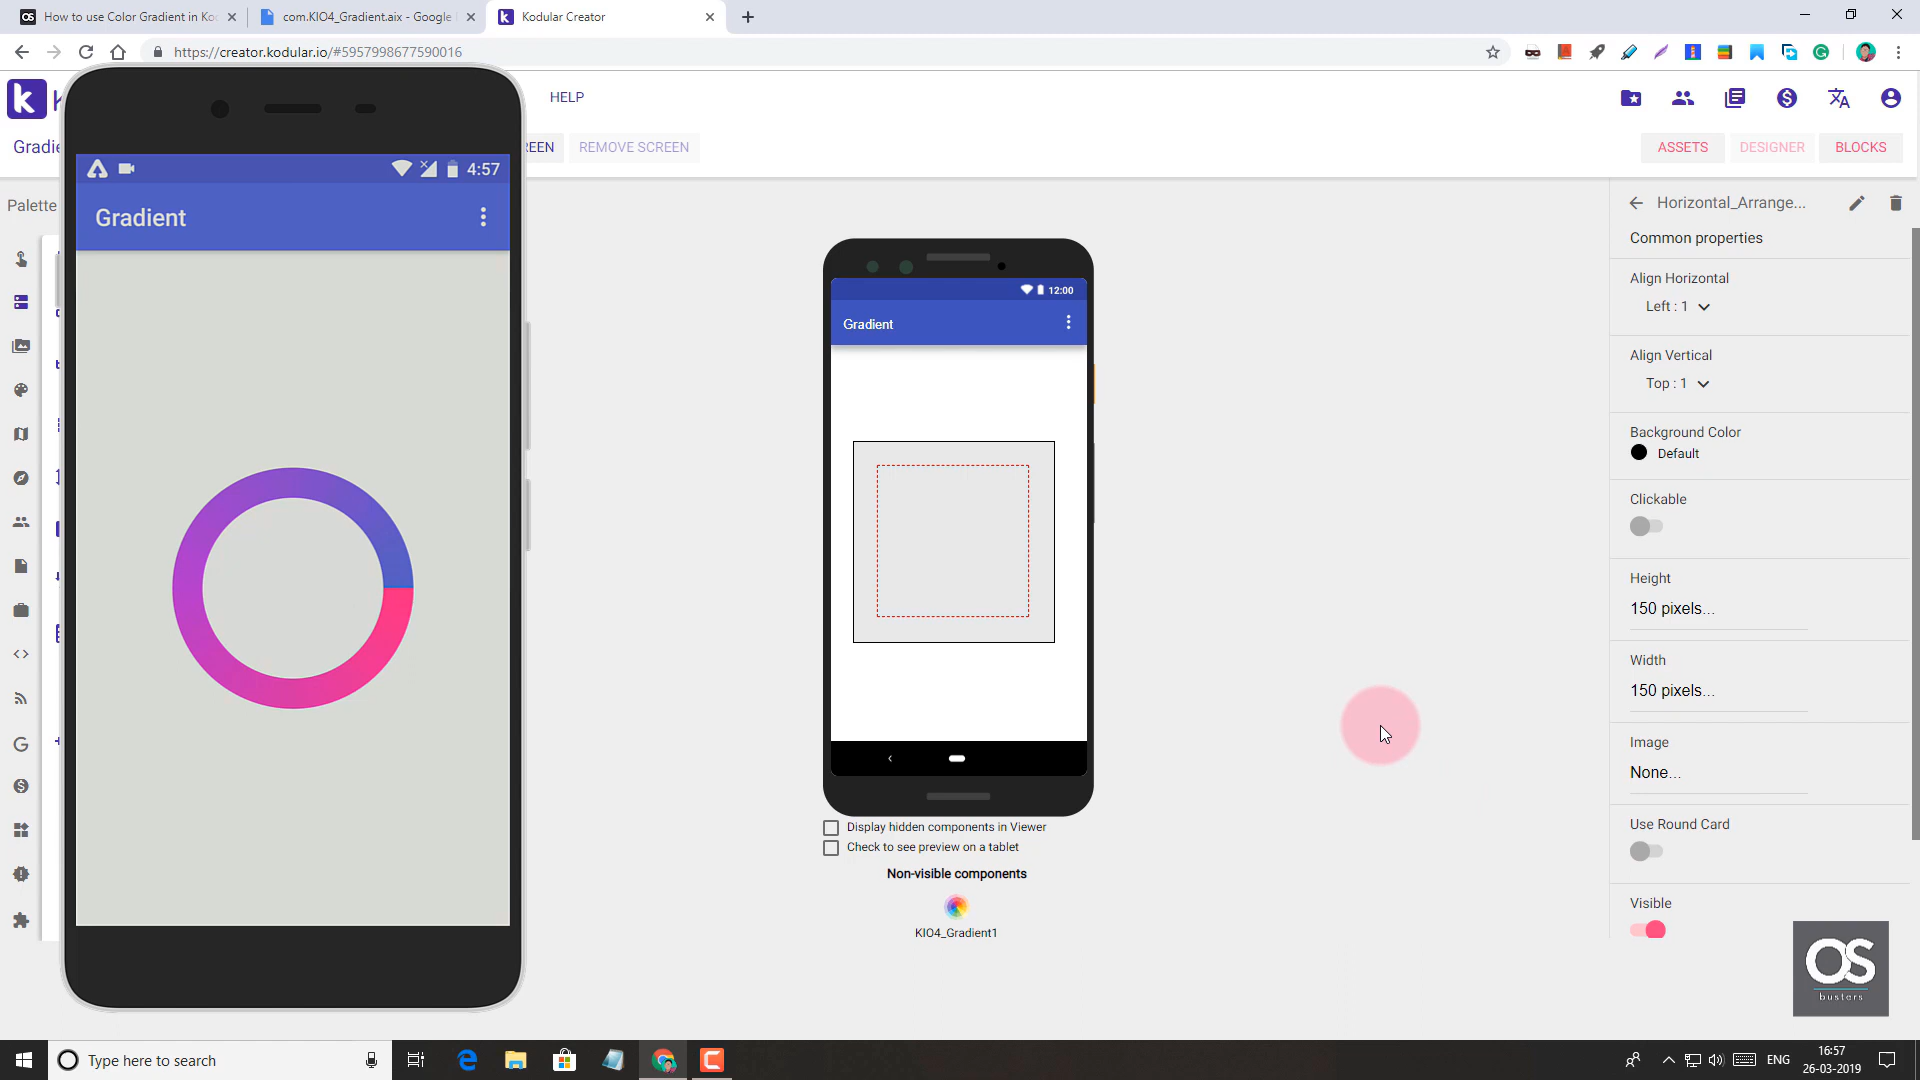 OS How to use Color Gradient in Ko
com.KIO4_Gradient.aix - Google
k Kodular Creator
https://creator.kodular.io/#5957998677590016
k
HELP
Gradie
REEN
REMOVE SCREEN
ASSETS
DESIGNER
BLOCKS
Palette
4:57
Gradient
12:00
Gradient
Display hidden components in Viewer
Check to see preview on a tablet
Non-visible components
KIO4_Gradient1
Horizontal_Arrange...
Common properties
Align Horizontal
Left : 1
Align Vertical
Top : 1
Background Color
Default
Clickable
Height
150 pixels...
Width
150 pixels...
Image
None...
Use Round Card
Visible
OS
busters
Type here to search
ENG
16:57
26-03-2019